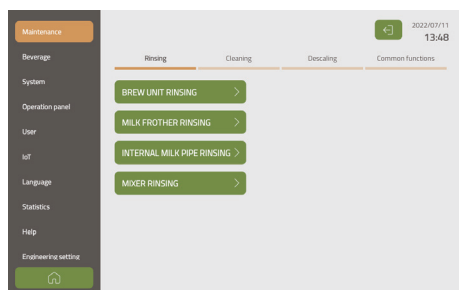 Maintenance
Beverage
System
Operation panel
User
IoT
Language
Statistics
Help
Engineering setting
2022/07/11
13:48
Rinsing
Cleaning
Descaling
Common functions
BREW UNIT RINSING
MILK FROTHER RINSING
INTERNAL MILK PIPE RINSING
MIXER RINSING